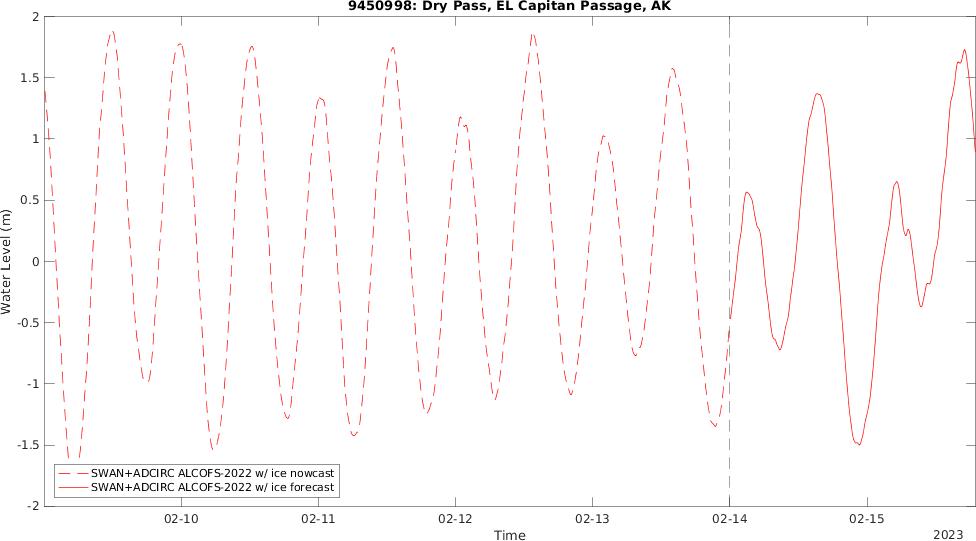 9450998: Dry Pass, EL Capitan Passage, AK
2
1.5
1
0.5
0
-0.5
-1
-1.5
-2
Water Level (m)
SWAN+ADCIRC ALCOFS-2022 w/ ice nowcast
SWAN+ADCIRC ALCOFS-2022 w/ ice forecast
02-10 02-11 02-12 02-13 02-14 02-15
Time
2023